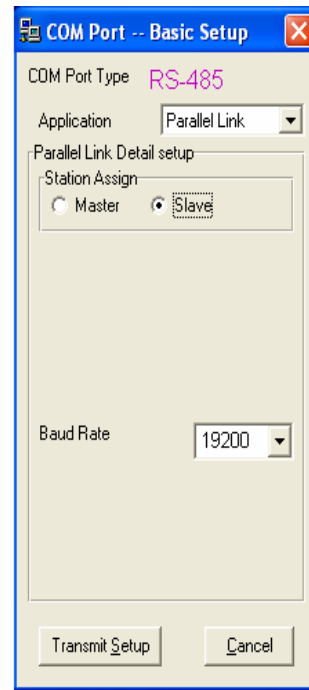 COM Port -- Basic Setup
COM Port Type RS-485
Application Parallel Link
Parallel Link Detail setup
Station Assign
Master Slave
Baud Rate 19200
Transmit Setup Cancel